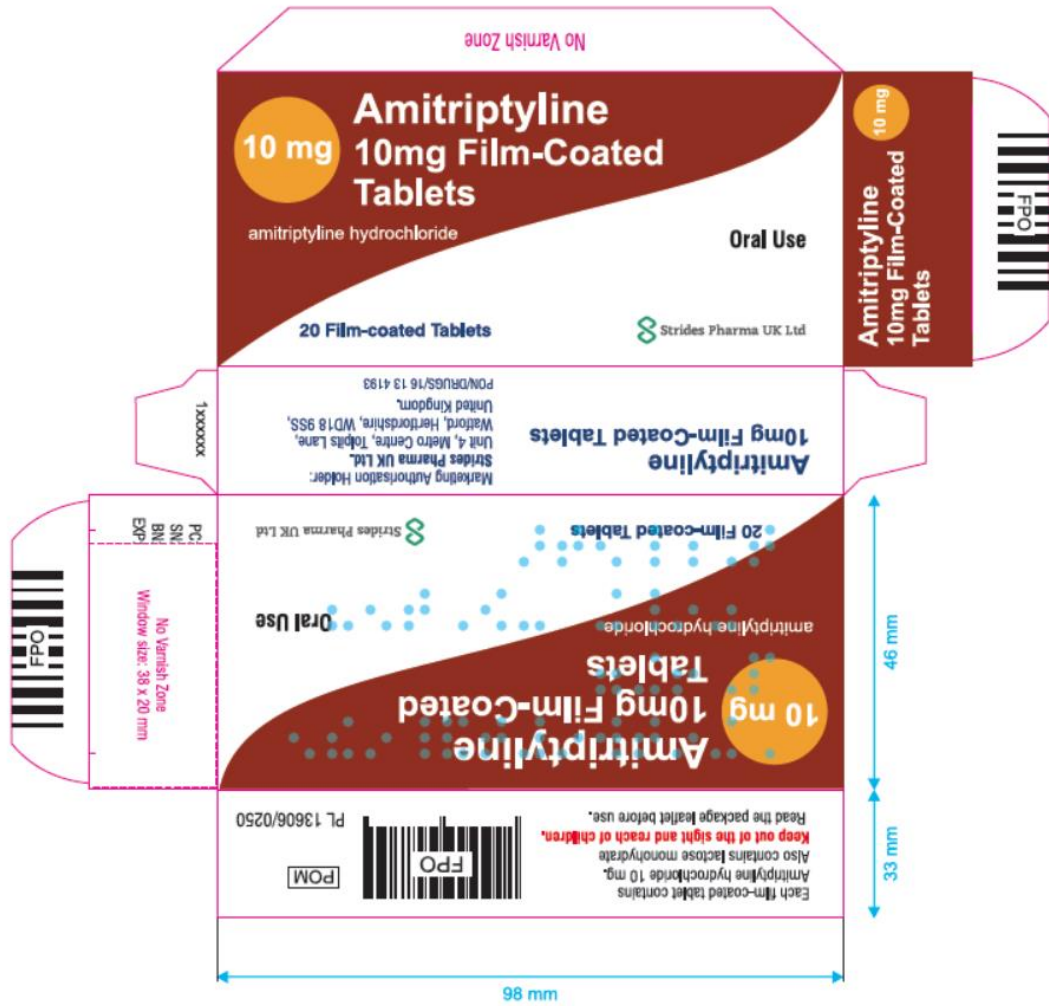 No Varnish Zone
10 mg
Amitriptyline
10mg Film-Coated
Tablets
amitriptyline hydrochloride
Oral Use
20 Film-coated Tablets
Strides Pharma UK Ltd
10 mg
Amitriptyline
10mg Film-Coated
Tablets
FPO
1xxxxxx
Amitriptyline
10mg Film-Coated Tablets
Marketing Authorisation Holder:
Strides Pharma UK Ltd.
Unit 4, Metro Centre, Tolpits Lane,
Watford, Hertfordshire, WD18 9SS,
United Kingdom.
PON/DRUGS/16 13 4193
10 mg
Amitriptyline
10mg Film-Coated
Tablets
amitriptyline hydrochloride
Oral Use
20 Film-coated Tablets
Strides Pharma UK Ltd
PC
SN
BN
EXP
No Varnish Zone
Window size: 38 x 20 mm
FPO
Each film-coated tablet contains
Amitriptyline hydrochloride 10 mg.
Also contains lactose monohydrate
Keep out of the sight and reach of children.
Read the package leaflet before use.
FPO
POM
PL 13606/0250
46 mm
33 mm
98 mm